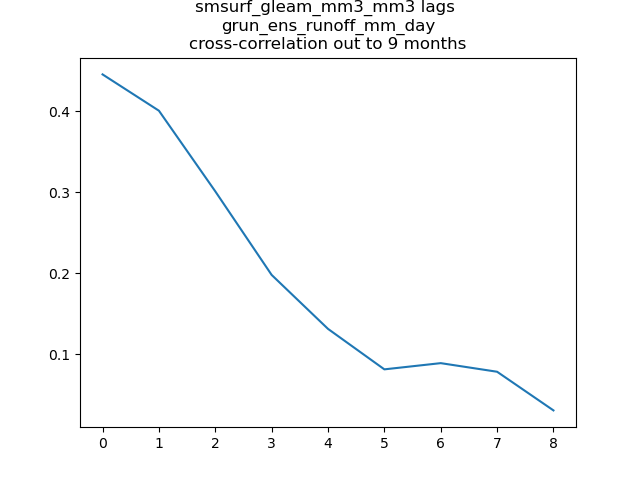 smsurf_gleam_mm3_mm3 lags
grun_ens_runoff_mm_day
cross-correlation out to 9 months
0.4
0.3
0.2
0.1
0 1 2 3 4 5 6 7 8